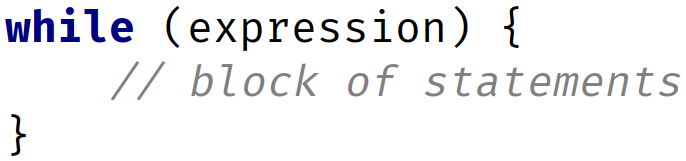 while (expression) {
    // block of statements
}